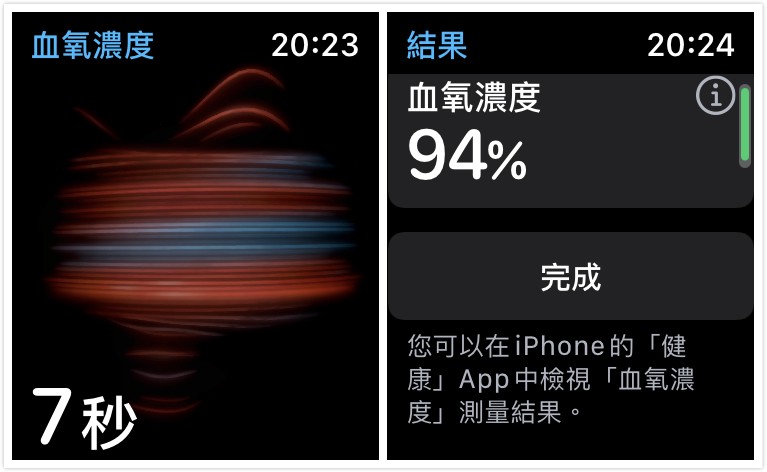 血氧濃度 20:23
7秒
結果 20:24
血氧濃度
94%
完成
您可以在iPhone的「健
康」App中檢視「血氧濃
度」測量結果。